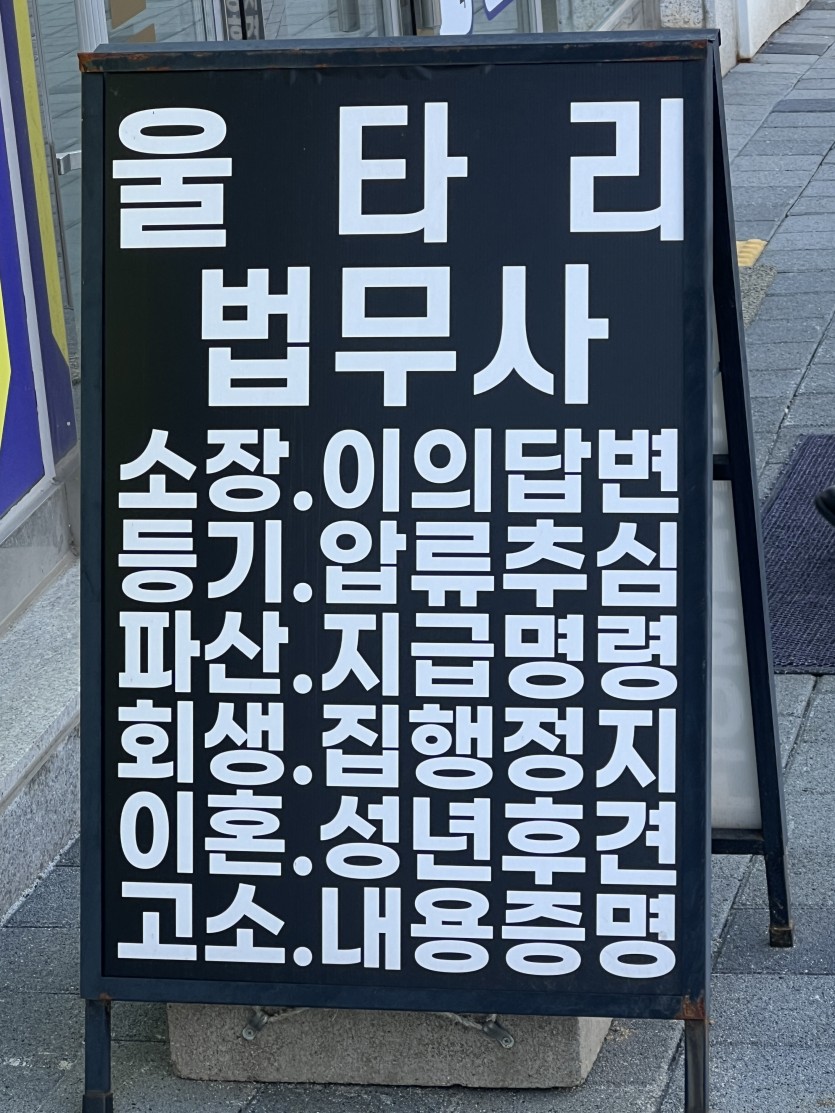 울 타 리
법무사
소장.이의답변
등기.압류추심
파산.지급명령
회생.집행정지
이혼.성년후견
고소.내용증명